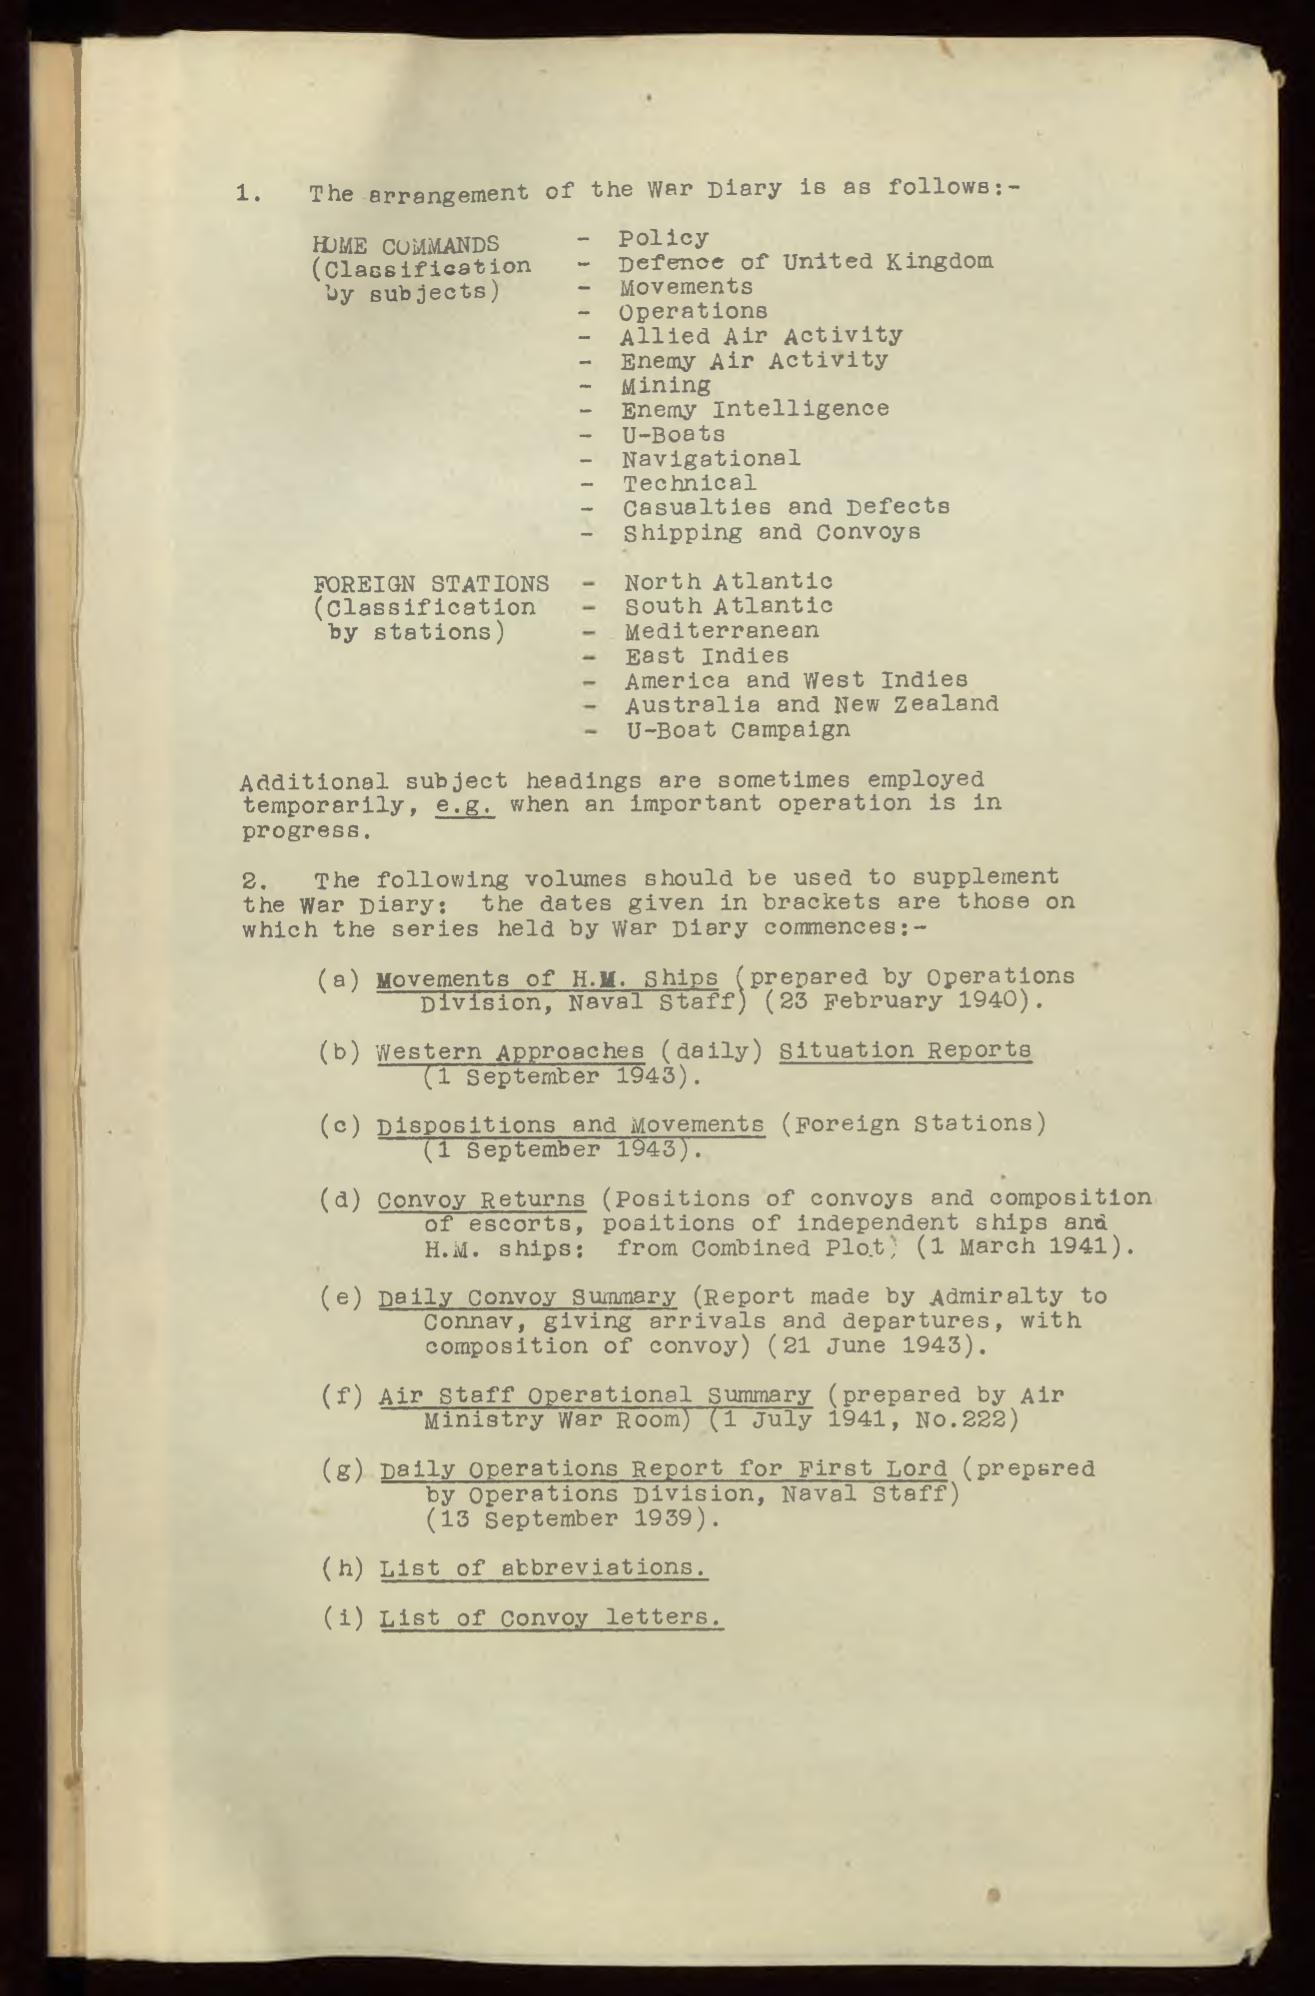 1. The arrangement of the War Diary is as follows:-
HOME COMMANDS - Policy
(Classification - Defence of United Kingdom
by subjects) - Movements
- Operations
- Allied Air Activity
- Enemy Air Activity
- Mining
- Enemy Intelligence
- U-Boats
- Navigational
- Technical
- Casualties and Defects
- Shipping and Convoys
FOREIGN STATIONS - North Atlantic
(Classification - South Atlantic
by stations) - Mediterranean
- East Indies
- America and West Indies
- Australia and New Zealand
- U-Boat Campaign
Additional subject headings are sometimes employed
temporarily, e.g. when an important operation is in
progress.
2. The following volumes should be used to supplement
the War Diary: the dates given in brackets are those on
which the series held by War Diary commences:-
(a) Movements of H.M. Ships (prepared by Operations
Division, Naval Staff) (23 February 1940).
(b) Western Approaches (daily) Situation Reports
(1 September 1943).
(c) Dispositions and Movements (Foreign Stations)
(1 September 1943).
(d) Convoy Returns (Positions of convoys and composition
of escorts, positions of independent ships and
H.M. ships: from Combined Plot) (1 March 1941).
(e) Daily Convoy Summary (Report made by Admiralty to
Connav, giving arrivals and departures, with
composition of convoy) (21 June 1943).
(f) Air Staff Operational Summary (prepared by Air
Ministry War Room) (1 July 1941, No.222)
(g) Daily Operations Report for First Lord (prepared
by Operations Division, Naval Staff)
(13 September 1939).
(h) List of abbreviations.
(i) List of Convoy letters.